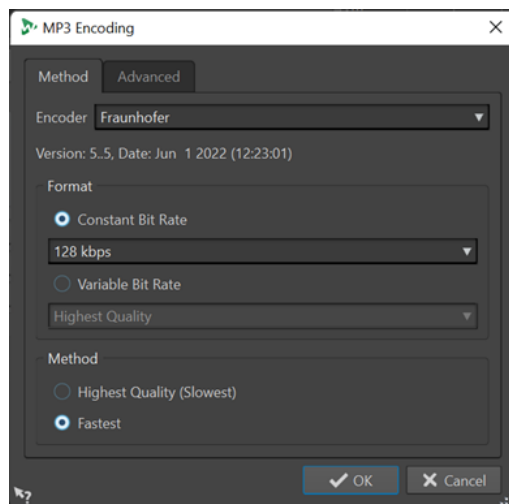 MP3 Encoding
Method Advanced
Encoder Fraunhofer
Version: 5..5, Date: Jun 1 2022 (12:23:01)
Format
Constant Bit Rate
128 kbps
Variable Bit Rate
Highest Quality
Method
Highest Quality (Slowest)
Fastest
OK Cancel
?